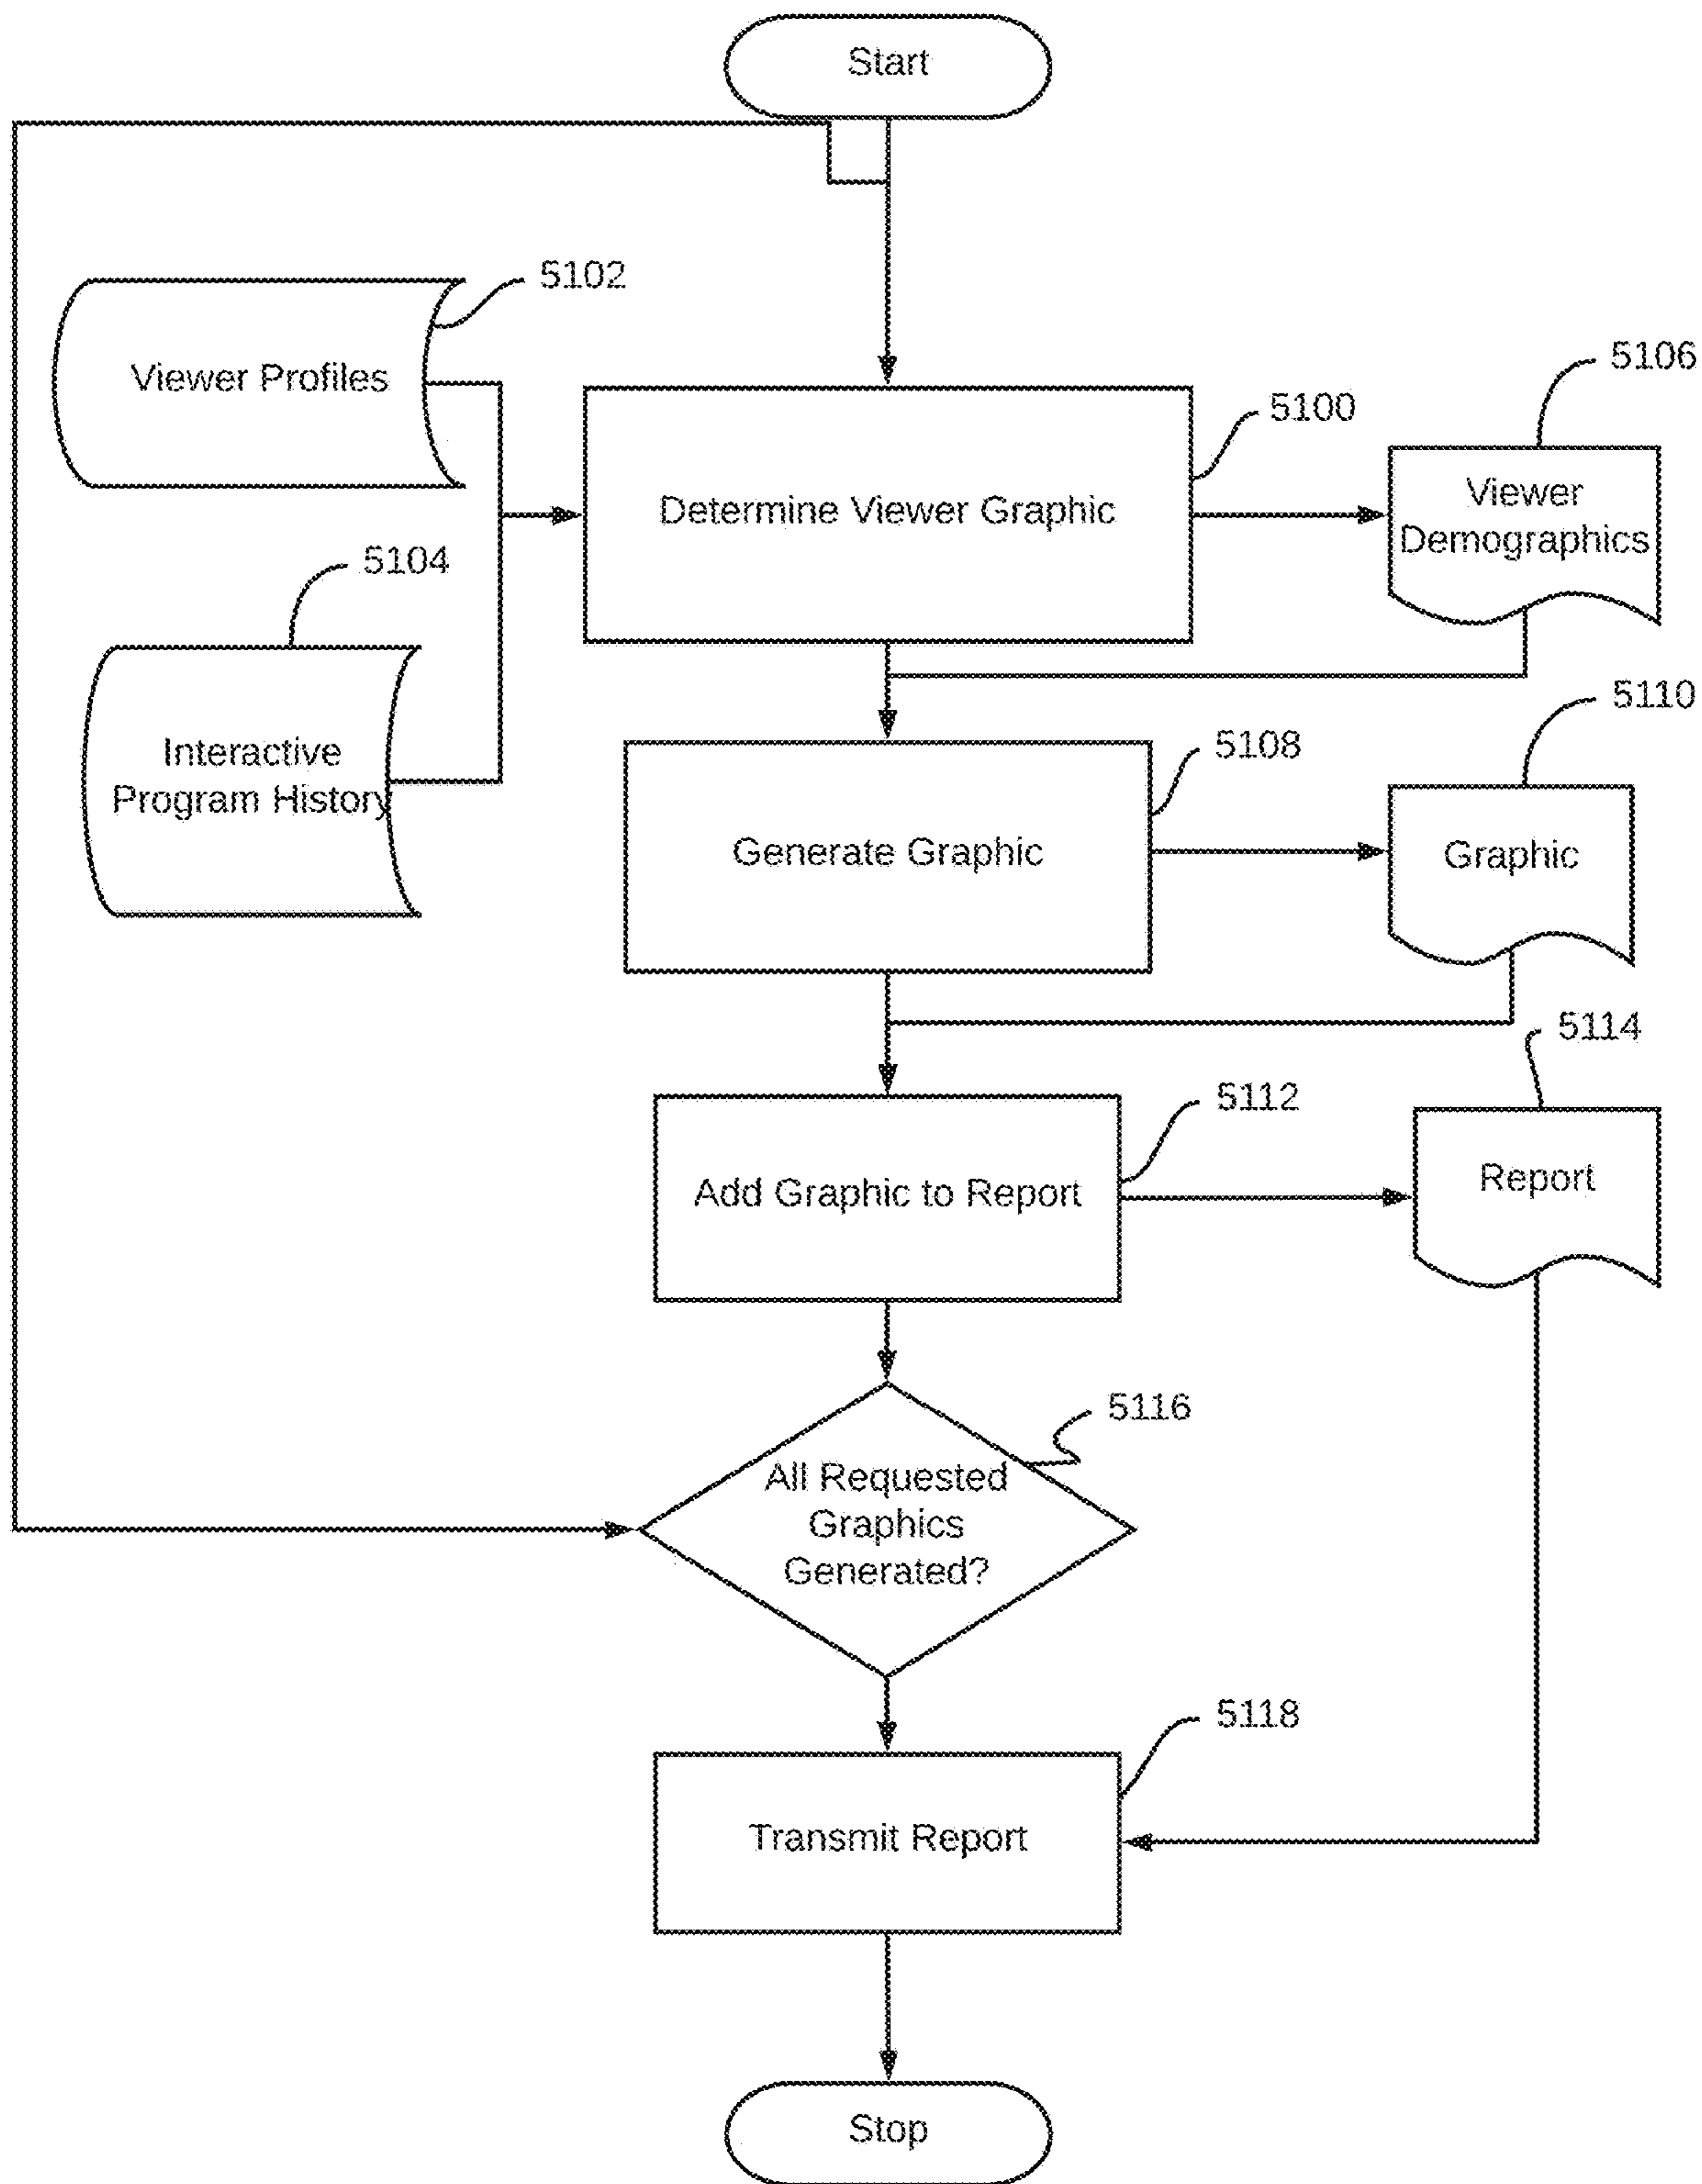 Start
5102
Viewer Profiles
5106
5100
Determine Viewer Graphic
Viewer
Demographics
5104
5110
5108
Interactive
Program History
Generate Graphic
Graphic
5114
5112
Add Graphic to Report
Report
5116
All Requested
Graphics
Generated?
5118
Transmit Report
Stop